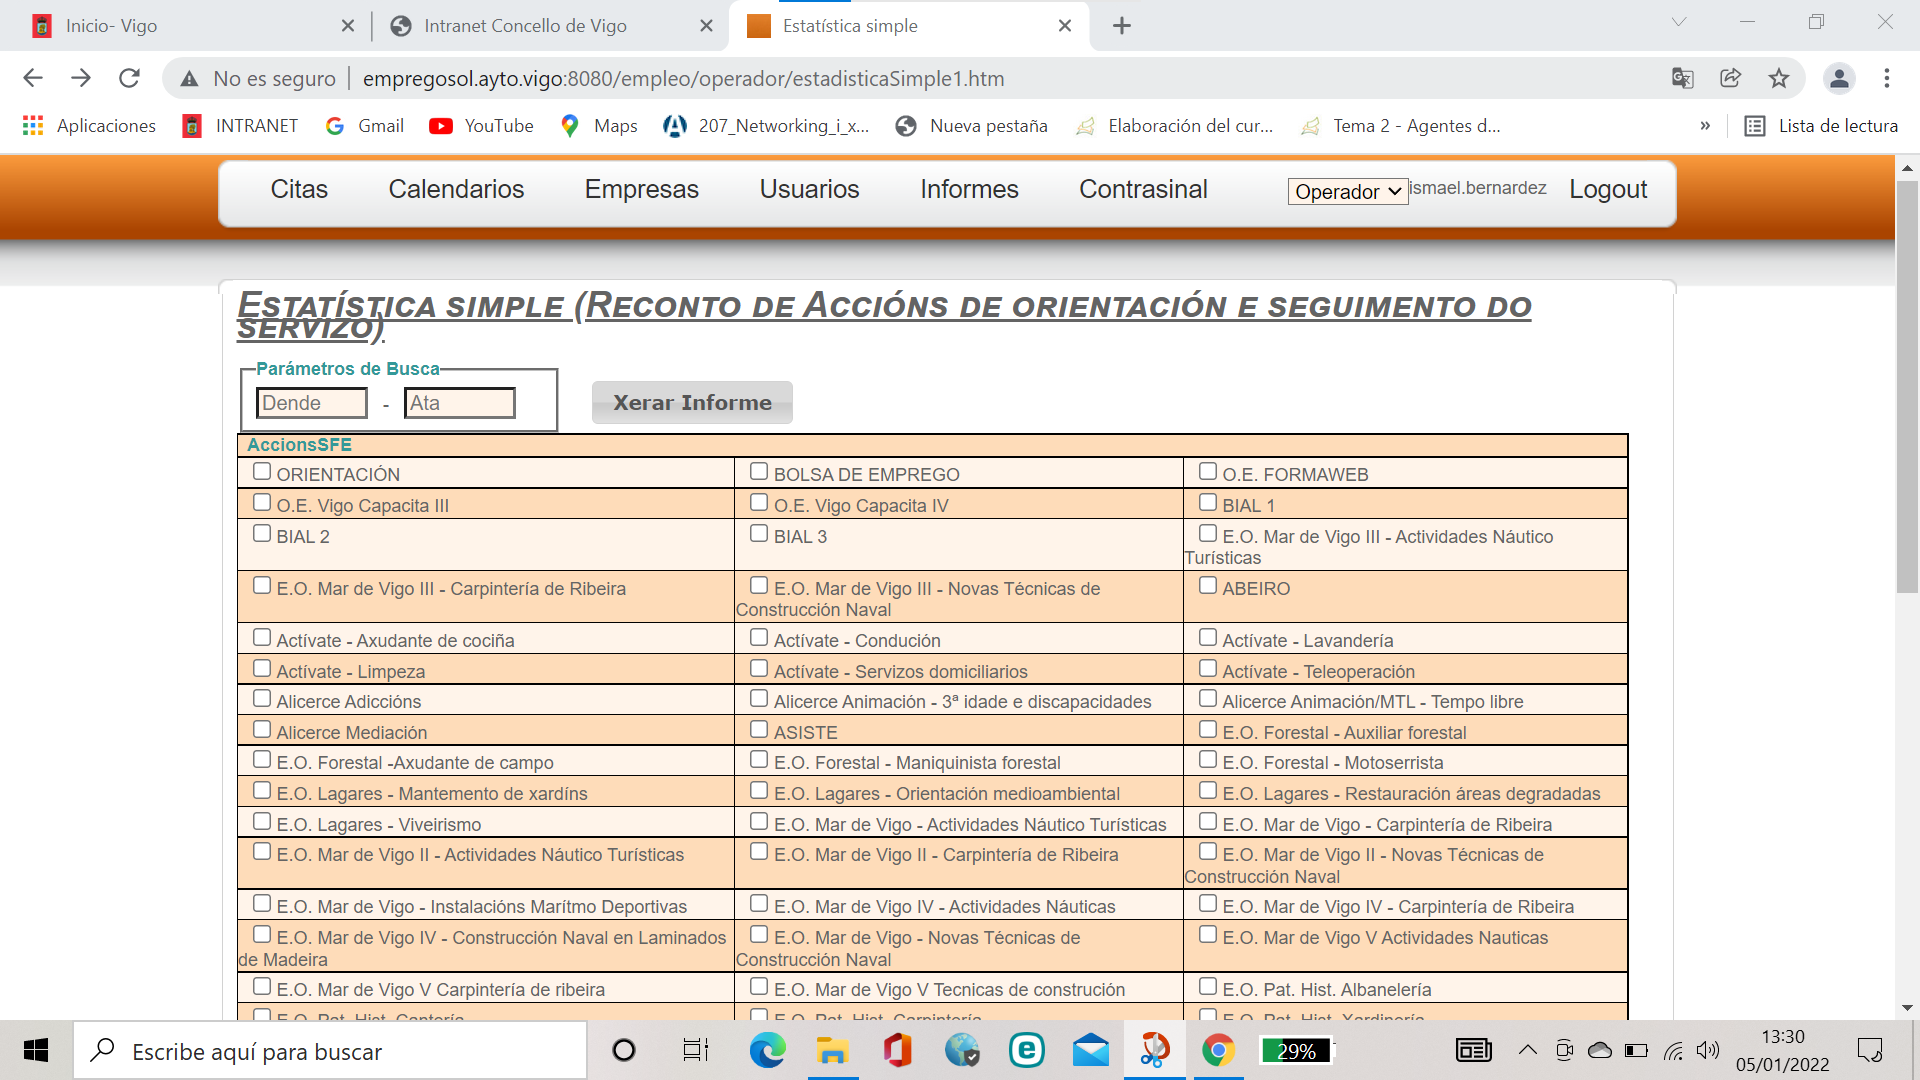 Inicio- Vigo
Intranet Concello de Vigo
Estatística simple
No es seguro
empregosol.ayto.vigo:8080/empleo/operador/estadisticaSimple1.htm
Aplicaciones
INTRANET
Gmail
YouTube
Maps
207_Networking_i_x...
Nueva pestaña
Elaboración del cur...
Tema 2 - Agentes d...
»
Lista de lectura
Citas
Calendarios
Empresas
Usuarios
Informes
Contrasinal
Operador
ismael.bernardez
Logout
Estatística simple (Reconto de Accións de orientación e seguimento do
servizo)
Parámetros de Busca
Dende - Ata
Xerar Informe
AccionsSFE
ORIENTACIÓN
BOLSA DE EMPREGO
O.E. FORMAWEB
O.E. Vigo Capacita III
O.E. Vigo Capacita IV
BIAL 1
BIAL 2
BIAL 3
E.O. Mar de Vigo III - Actividades Náutico
Turísticas
E.O. Mar de Vigo III - Carpintería de Ribeira
E.O. Mar de Vigo III - Novas Técnicas de
Construcción Naval
ABEIRO
Actívate - Axudante de cociña
Actívate - Condución
Actívate - Lavandería
Actívate - Limpeza
Actívate - Servizos domiciliarios
Actívate - Teleoperación
Alicerce Adiccións
Alicerce Animación - 3ª idade e discapacidades
Alicerce Animación/MTL - Tempo libre
Alicerce Mediación
ASISTE
E.O. Forestal - Auxiliar forestal
E.O. Forestal -Axudante de campo
E.O. Forestal - Maniquinista forestal
E.O. Forestal - Motoserrista
E.O. Lagares - Mantemento de xardíns
E.O. Lagares - Orientación medioambiental
E.O. Lagares - Restauración áreas degradadas
E.O. Lagares - Viveirismo
E.O. Mar de Vigo - Actividades Náutico Turísticas
E.O. Mar de Vigo - Carpintería de Ribeira
E.O. Mar de Vigo II - Actividades Náutico Turísticas
E.O. Mar de Vigo II - Carpintería de Ribeira
E.O. Mar de Vigo II - Novas Técnicas de
Construcción Naval
E.O. Mar de Vigo - Instalacións Marítmo Deportivas
E.O. Mar de Vigo IV - Actividades Náuticas
E.O. Mar de Vigo IV - Carpintería de Ribeira
E.O. Mar de Vigo IV - Construcción Naval en Laminados
de Madeira
E.O. Mar de Vigo - Novas Técnicas de
Construcción Naval
E.O. Mar de Vigo V Actividades Nauticas
E.O. Mar de Vigo V Carpintería de ribeira
E.O. Mar de Vigo V Tecnicas de construción
E.O. Pat. Hist. Albanelería
E.O. Pat. Hist. Cantería
E.O. Pat. Hist. Carpintería
E.O. Pat. Hist. Xardinería
Escribe aquí para buscar
29%
13:30
05/01/2022